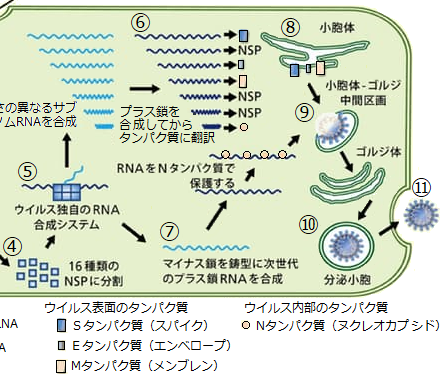 ⑥
⑧
小胞体
S
NSP
E
M
NSP
NSP
さの異なるサブ
ノムRNAを合成
プラス鎖を
合成してから
タンパク質に翻訳
小胞体-ゴルジ
中間区画
⑨
ゴルジ体
RNAをNタンパク質で
保護する
⑤
ウイルス独自のRNA
合成システム
⑪
④
⑦
⑩
16種類の
NSPに分割
マイナス鎖を鋳型に次世代
のプラス鎖RNAを合成
分泌小胞
ウイルス表面のタンパク質
ウイルス内部のタンパク質
RNA
Sタンパク質（スパイク）
Nタンパク質（ヌクレオカプシド）
A
Eタンパク質（エンベロープ）
Mタンパク質（メンブレン）